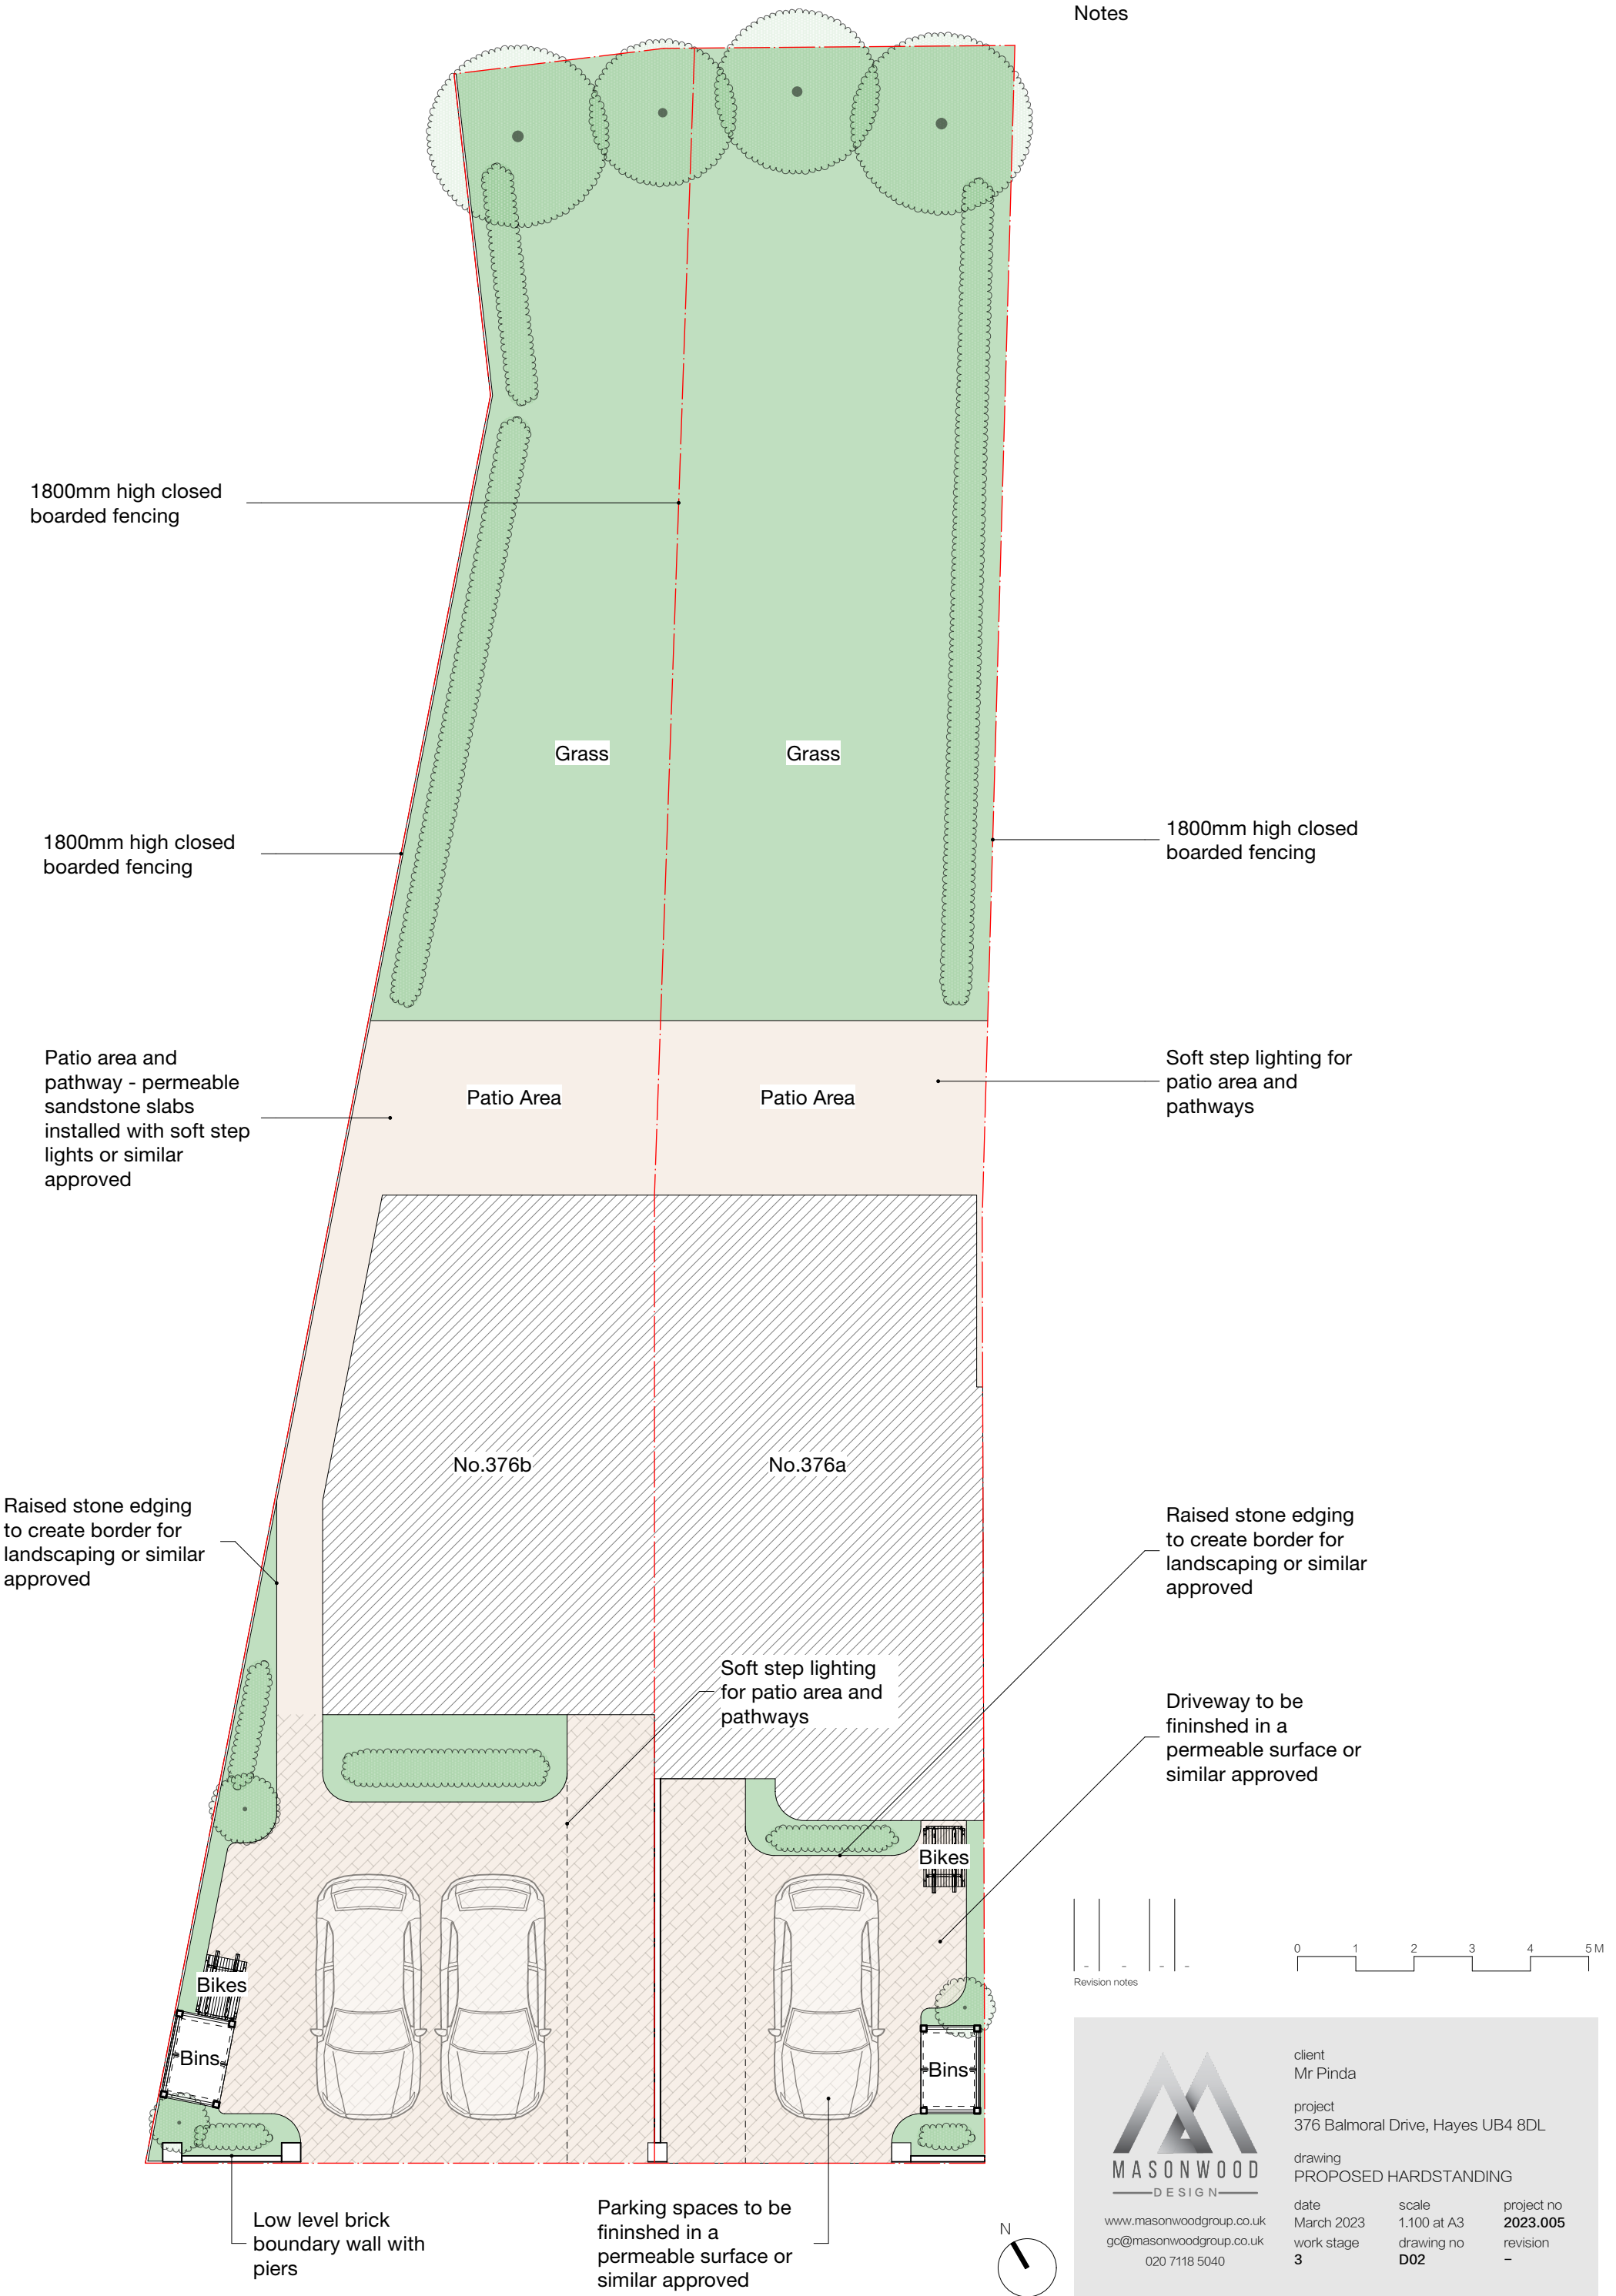 Notes
1800mm high closed
boarded fencing
Grass
Grass
1800mm high closed
boarded fencing
1800mm high closed
boarded fencing
Patio area and
pathway - permeable
sandstone slabs
installed with soft step
lights or similar
approved
Patio Area
Patio Area
Soft step lighting for
patio area and
pathways
No.376b
No.376a
Raised stone edging
to create border for
landscaping or similar
approved
Raised stone edging
to create border for
landscaping or similar
approved
Soft step lighting
for patio area and
pathways
Driveway to be
fininshed in a
permeable surface or
similar approved
Bikes
Bikes
Bins
Bins
Low level brick
boundary wall with
piers
Parking spaces to be
fininshed in a
permeable surface or
similar approved
N
- - - -
Revision notes
0 1 2 3 4 5 M
MASONWOOD
DESIGN
www.masonwoodgroup.co.uk
gc@masonwoodgroup.co.uk
020 7118 5040
client
Mr Pinda
project
376 Balmoral Drive, Hayes UB4 8DL
drawing
PROPOSED HARDSTANDING
date scale project no
March 2023 1.100 at A3 2023.005
work stage drawing no revision
3 D02 –